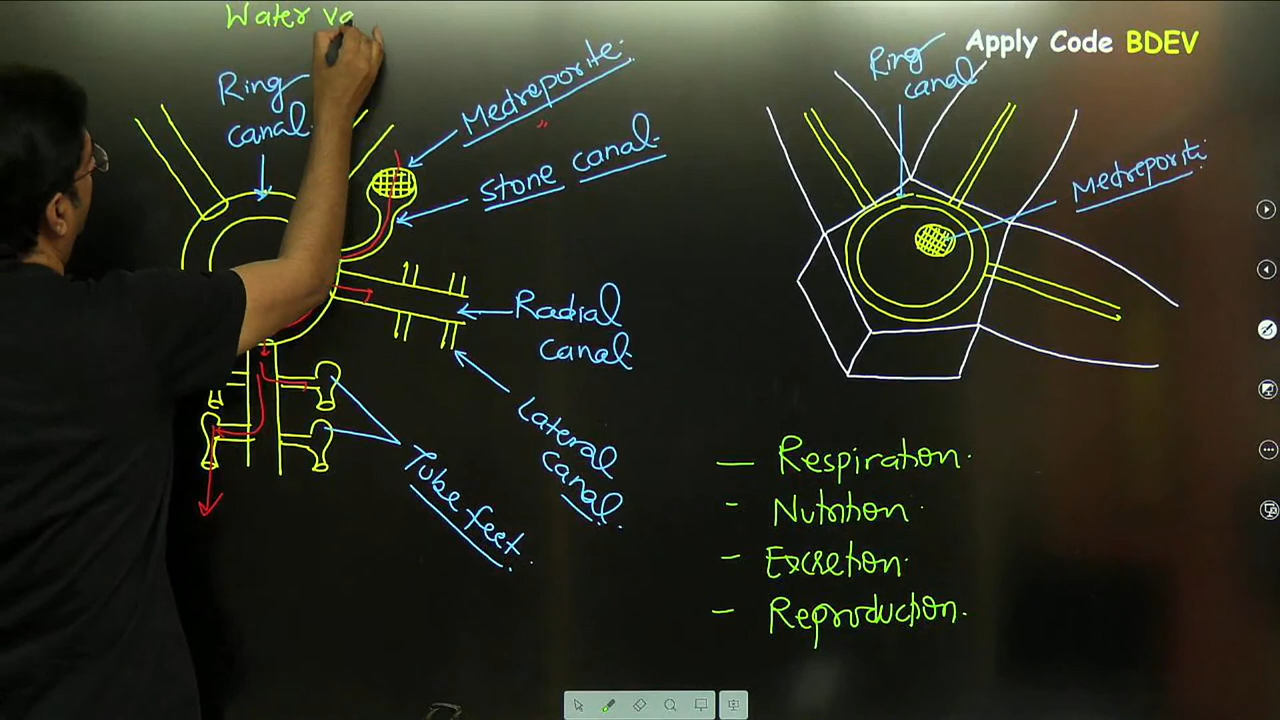 Water va
Apply Code BDEV
Ring
canal
Medreporite
Stone canal
Radial
canal
Lateral
canal
Tube feet
Ring
canal
Medreporiti
— Respiration.
- Nutrition.
- Excretion.
- Reproduction.